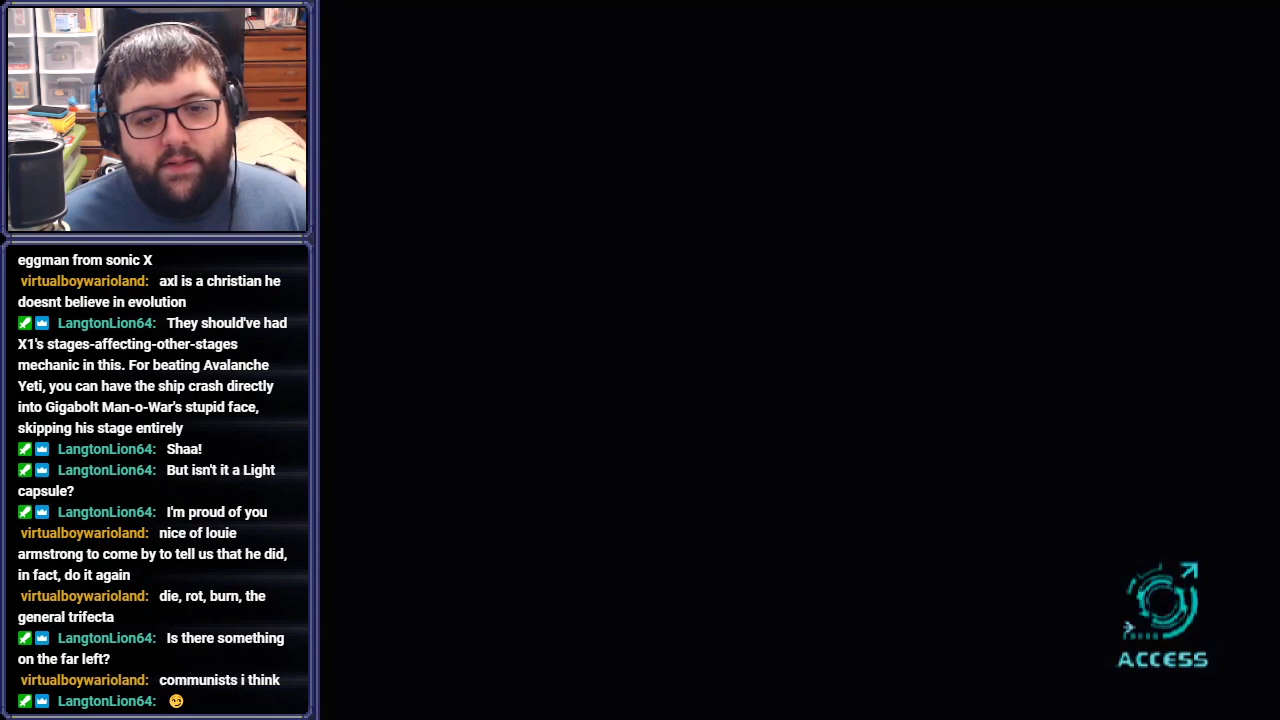 eggman from sonic X
virtualboywarioland: axl is a christian he
doesnt believe in evolution
LangtonLion64: They should've had
X1's stages-affecting-other-stages
mechanic in this. For beating Avalanche
Yeti, you can have the ship crash directly
into Gigabolt Man-o-War's stupid face,
skipping his stage entirely
LangtonLion64: Shaa!
LangtonLion64: But isn't it a Light
capsule?
LangtonLion64: I'm proud of you
virtualboywarioland: nice of louie
armstrong to come by to tell us that he did,
in fact, do it again
virtualboywarioland: die, rot, burn, the
general trifecta
LangtonLion64: Is there something
on the far left?
virtualboywarioland: communists i think
LangtonLion64: 😏
ACCESS